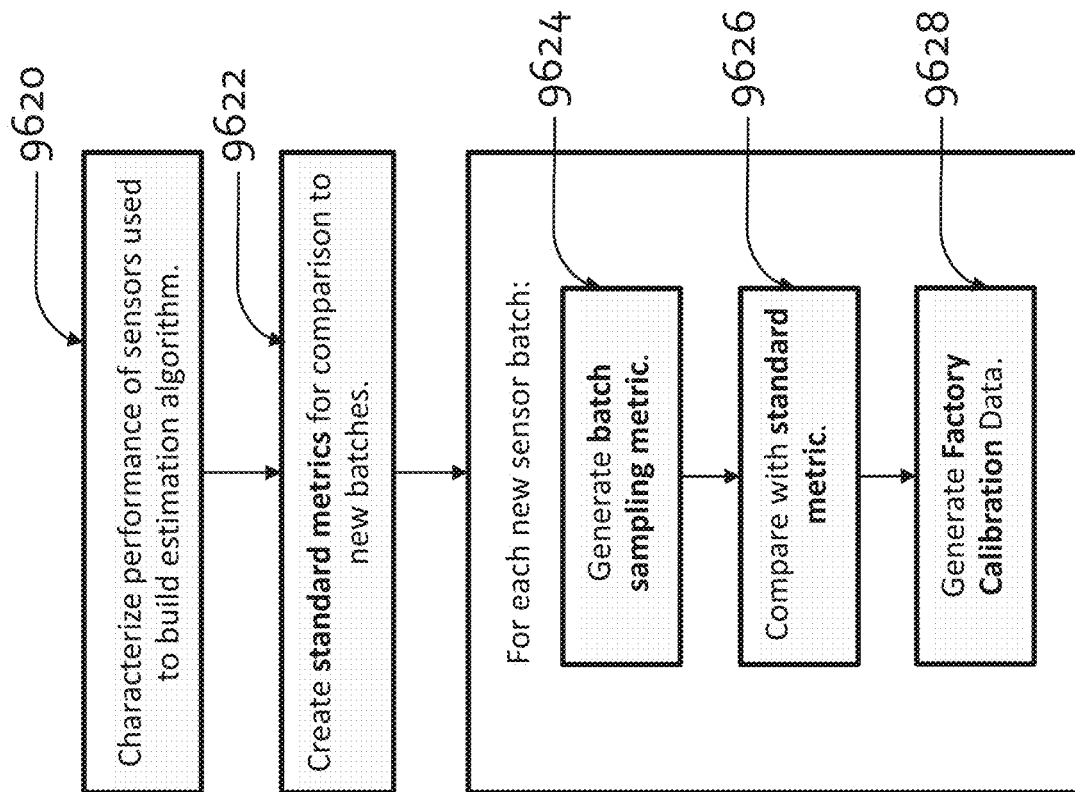 9620
Characterize performance of sensors used
to build estimation algorithm.
9622
Create standard metrics for comparison to
new batches.
For each new sensor batch:
9624
Generate batch
sampling metric.
9626
Compare with standard
metric.
9628
Generate Factory
Calibration Data.